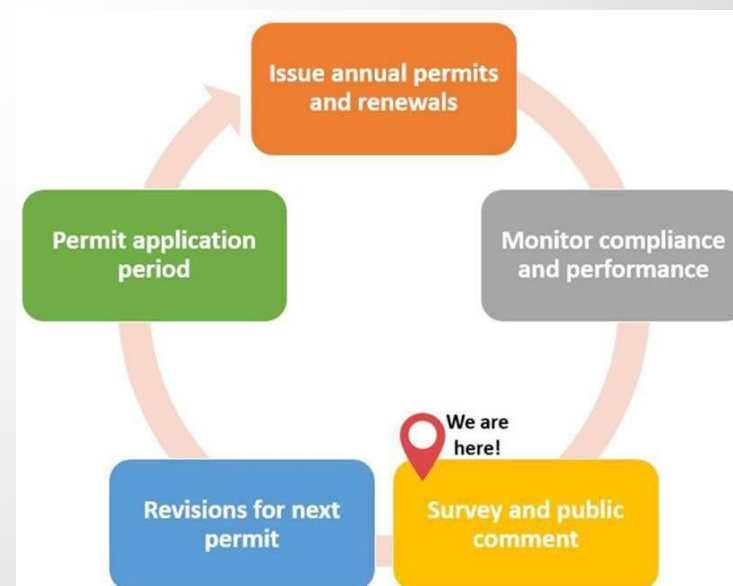 Issue annual permits
and renewals
Permit application
period
Monitor compliance
and performance
We are
here!
Revisions for next
permit
Survey and public
comment